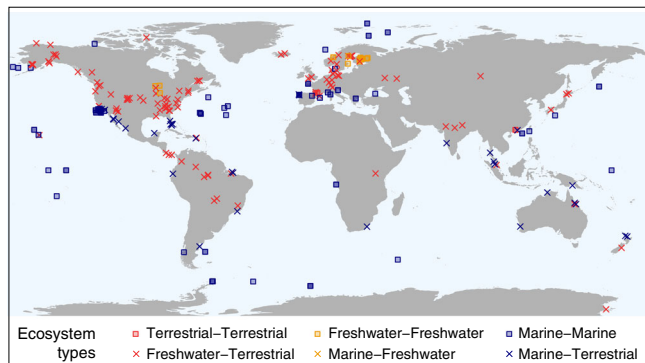 Ecosystem types
Terrestrial–Terrestrial
Freshwater–Freshwater
Marine–Marine
Freshwater–Terrestrial
Marine–Freshwater
Marine–Terrestrial